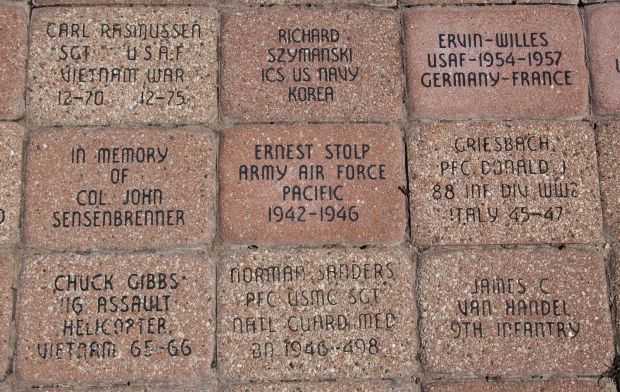 CARL RASMUSSEN
SGT USAF
VIETNAM WAR
12-70 12-75
RICHARD
SZYMANSKI
ICS US NAVY
KOREA
ERVIN-WILLES
USAF-1954-1957
GERMANY-FRANCE
IN MEMORY
OF
COL JOHN
SENSENBRENNER
ERNEST STOLP
ARMY AIR FORCE
PACIFIC
1942-1946
GRIESBACH
PFC DONALD J
88 INF DIV WW2
ITALY 45-47
CHUCK GIBBS
ASSAULT
HELICOPTER
VIETNAM 65-66
NORMAN SANDERS
PFC USMC SGT
NATL GUARD MED
BN 1946-498
JAMES C
VAN HANDEL
9TH INFANTRY